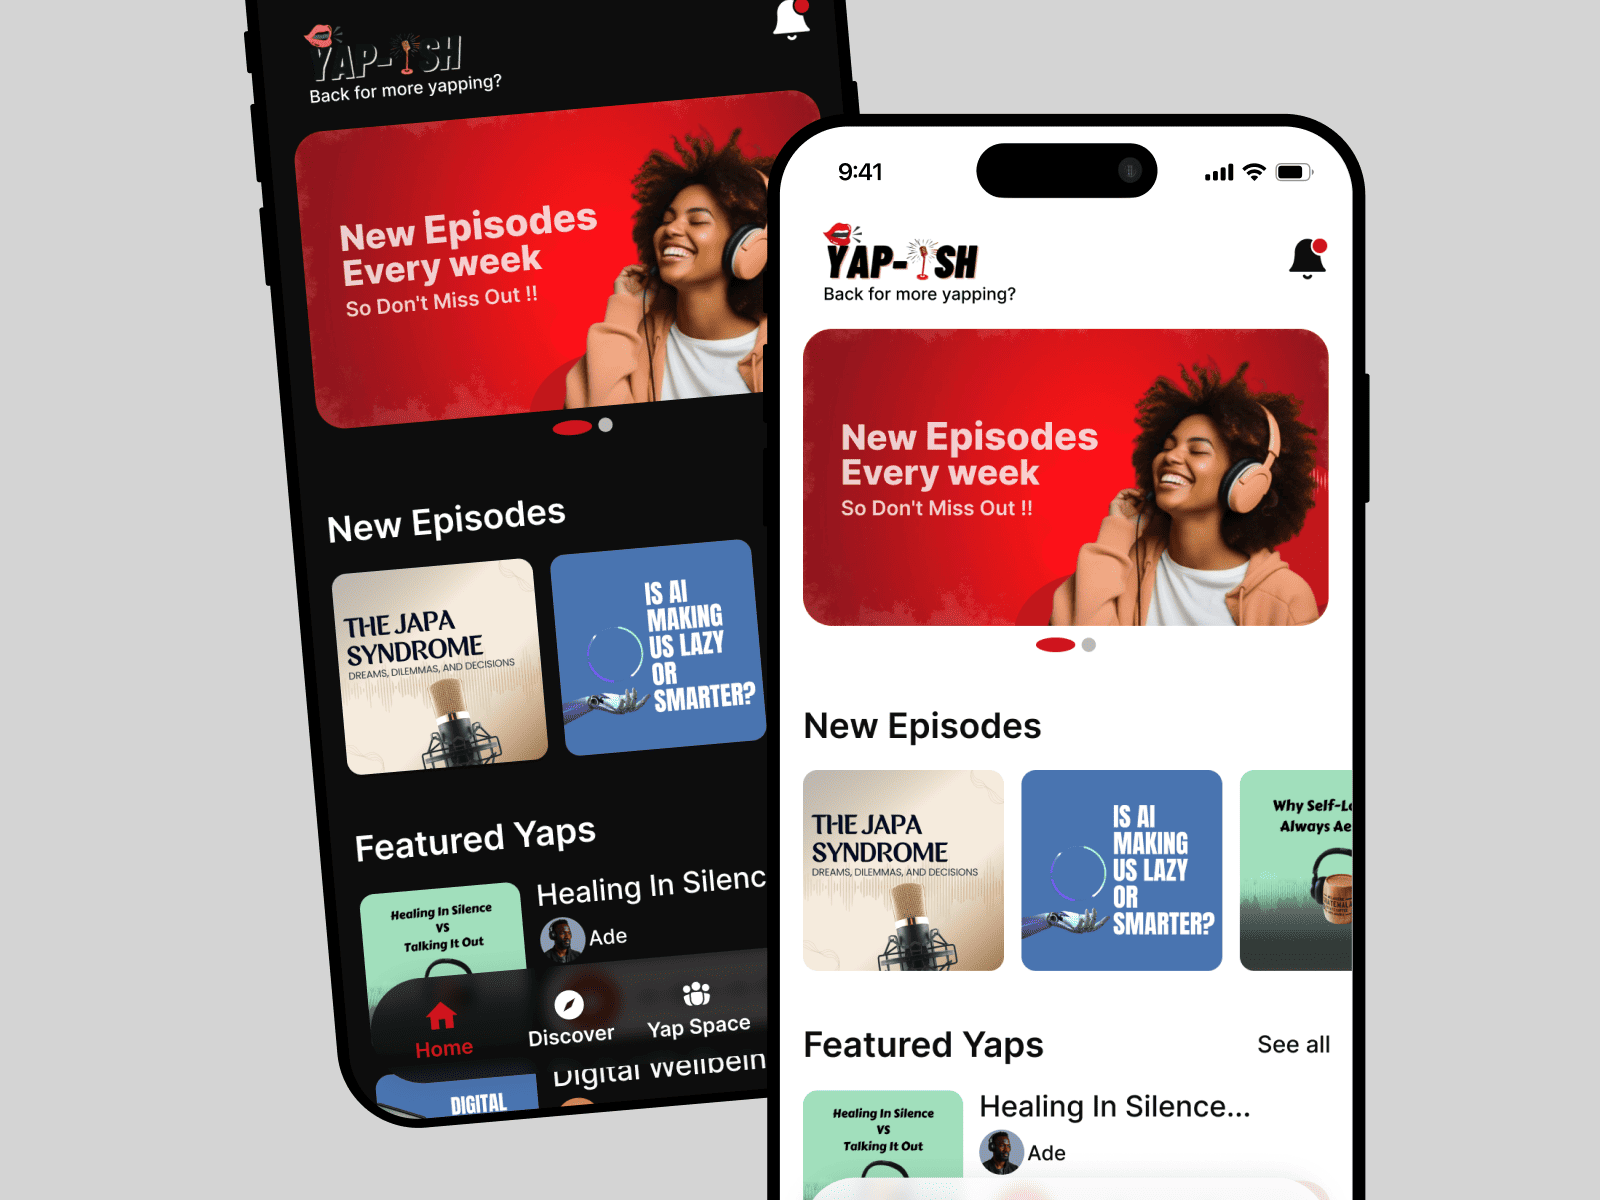 YAP-ISH
Back for more yapping?
New Episodes
Every week
So Don't Miss Out !!
New Episodes
THE JAPA
SYNDROME
DREAMS, DILEMMAS, AND DECISIONS
IS AI
MAKING
US LAZY
OR
SMARTER?
Featured Yaps
Healing In Silence
VS
Talking It Out
Healing In Silenc
Ade
Home
Discover
Yap Space
DIGITAL
Digital Wellbein
9:41
YAP-ISH
Back for more yapping?
New Episodes
Every week
So Don't Miss Out !!
New Episodes
THE JAPA
SYNDROME
DREAMS, DILEMMAS, AND DECISIONS
IS AI
MAKING
US LAZY
OR
SMARTER?
Why Self-Lo
Always Ae
Featured Yaps
See all
Healing In Silence
VS
Talking It Out
Healing In Silence...
Ade